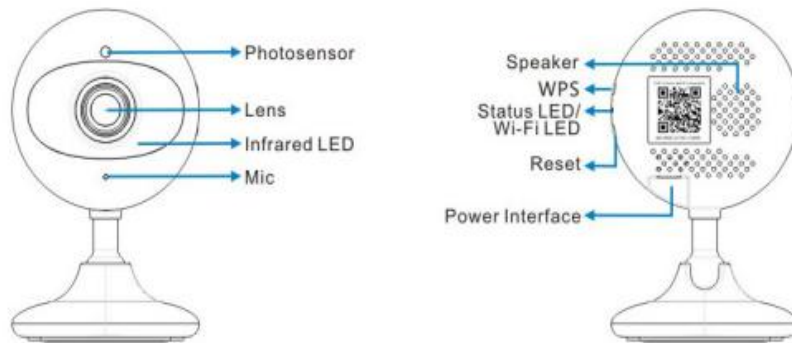 Photosensor
Lens
Infrared LED
Mic
Speaker
WPS
Status LED/
Wi-Fi LED
Reset
Power Interface